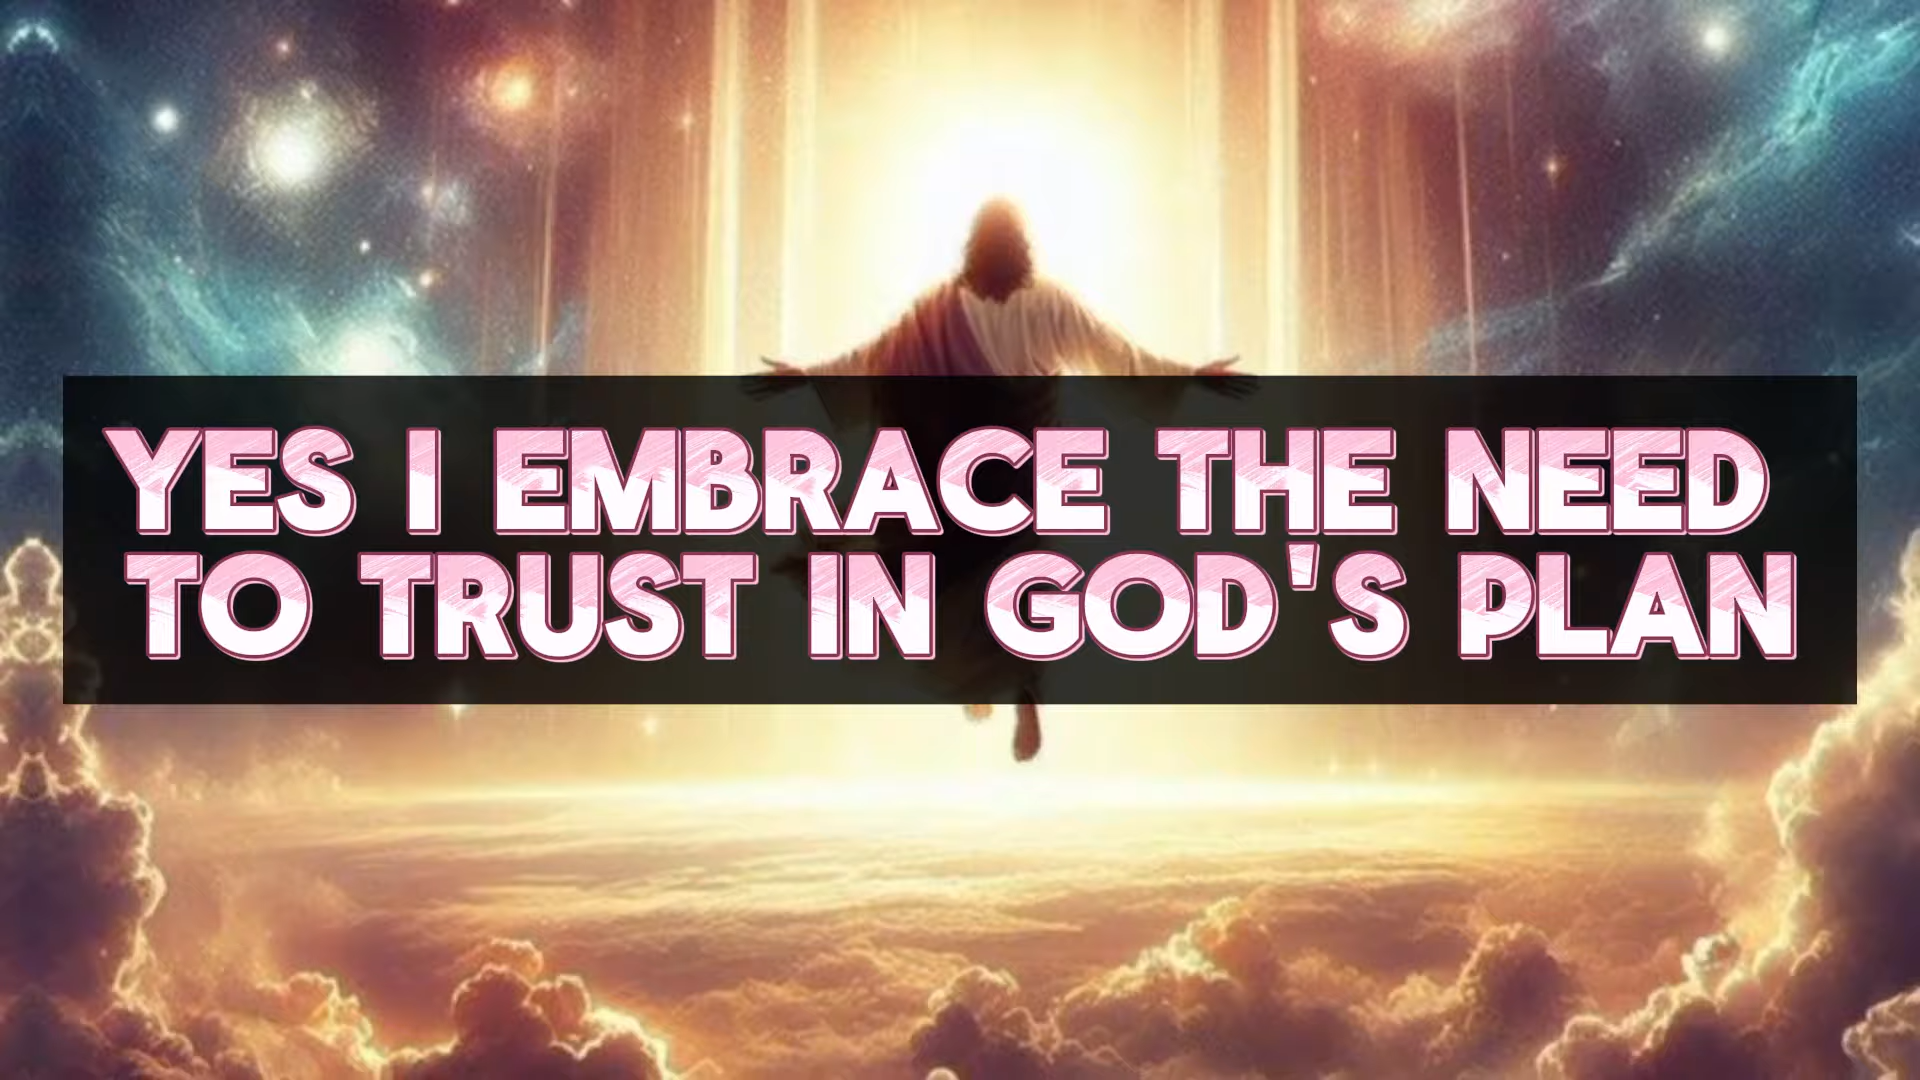 YES I EMBRACE THE NEED
TO TRUST IN GOD'S PLAN